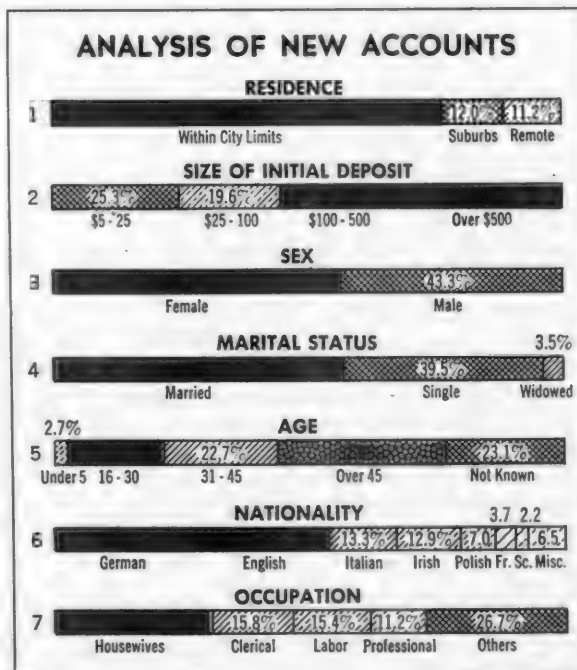 ANALYSIS OF NEW ACCOUNTS
RESIDENCE
1 12.0% 11.2%
Within City Limits Suburbs Remote
SIZE OF INITIAL DEPOSIT
2 25.3% 19.6%
$5-25 $25-100 $100-500 Over $500
SEX
3 43.3%
Female Male
MARITAL STATUS 3.5%
4 39.5%
Married Single Widowed
2.7% AGE
5 22.7% 23.1%
Under 5 16-30 31-45 Over 45 Not Known
NATIONALITY 3.7 2.2
6 13.3% 12.9% 7.0 6.5
German English Italian Irish Polish Fr. Sc. Misc.
OCCUPATION
7 15.8% 15.4% 11.2% 26.7%
Housewives Clerical Labor Professional Others